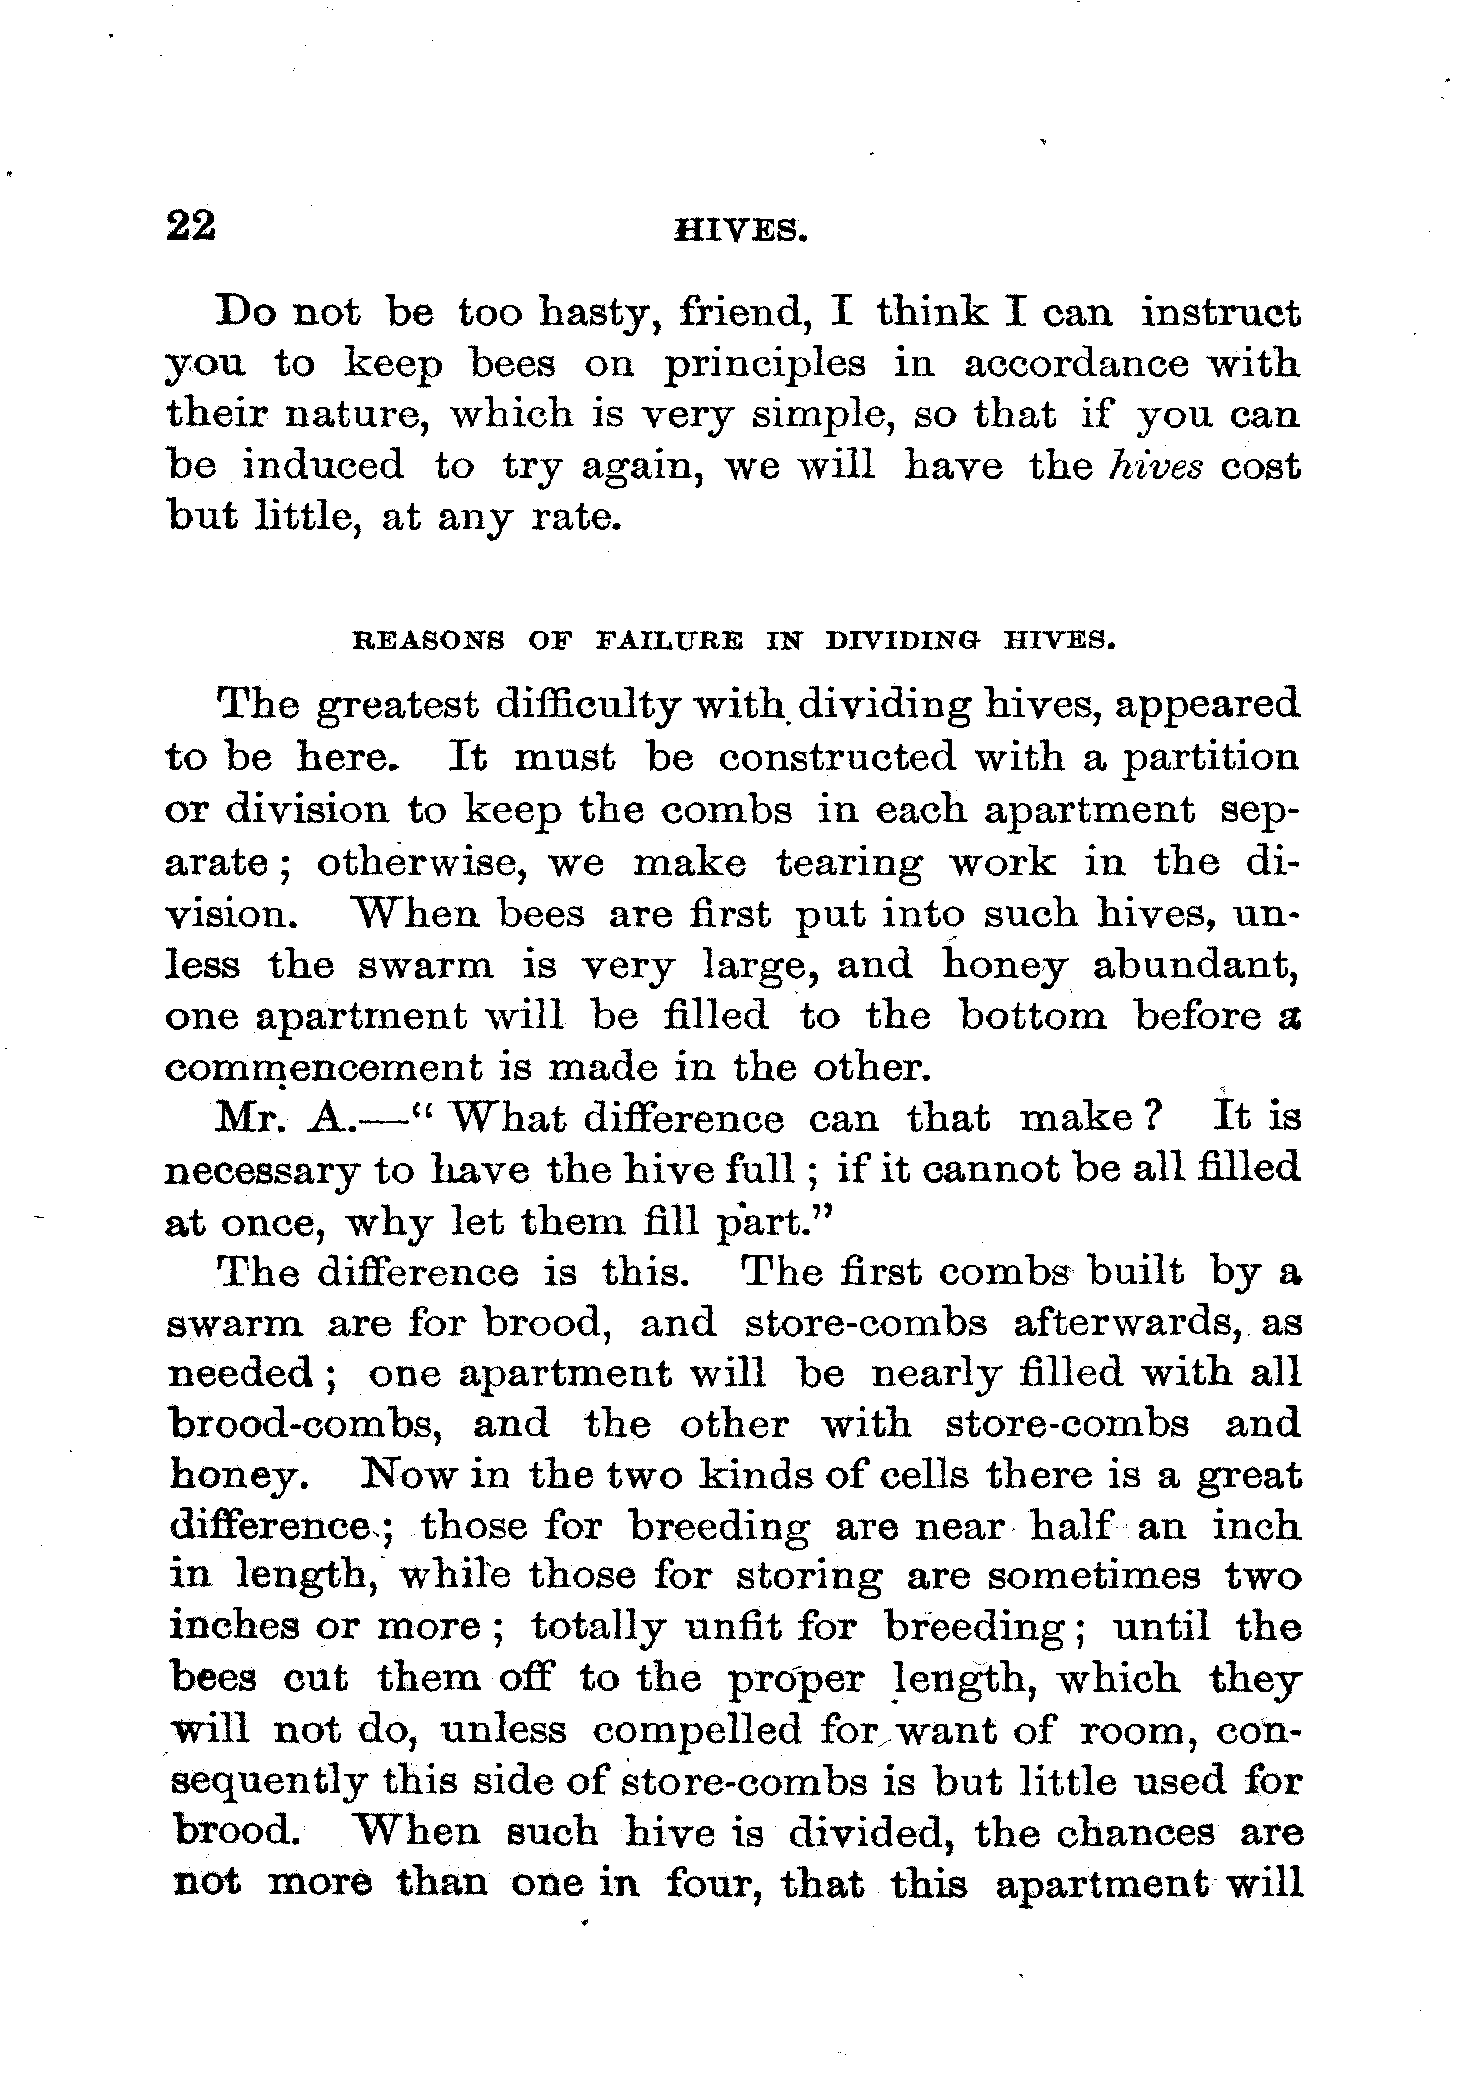 22 HIVES.
Do not be too hasty, friend, I think I can instruct
you to keep bees on principles in accordance with
their nature, which is very simple, so that if you can
be induced to try again, we will have the hives cost
but little, at any rate.
REASONS OF FAILURE IN DIVIDING HIVES.
The greatest difficulty with dividing hives, appeared
to be here. It must be constructed with a partition
or division to keep the combs in each apartment sep-
arate ; otherwise, we make tearing work in the di-
vision. When bees are first put into such hives, un-
less the swarm is very large, and honey abundant,
one apartment will be filled to the bottom before a
commencement is made in the other.
Mr. A.—“ What difference can that make ? It is
necessary to have the hive full ; if it cannot be all filled
at once, why let them fill part.”
The difference is this. The first combs built by a
swarm are for brood, and store-combs afterwards, as
needed ; one apartment will be nearly filled with all
brood-combs, and the other with store-combs and
honey. Now in the two kinds of cells there is a great
difference ; those for breeding are near half an inch
in length, while those for storing are sometimes two
inches or more ; totally unfit for breeding ; until the
bees cut them off to the proper length, which they
will not do, unless compelled for want of room, con-
sequently this side of store-combs is but little used for
brood. When such hive is divided, the chances are
not more than one in four, that this apartment will